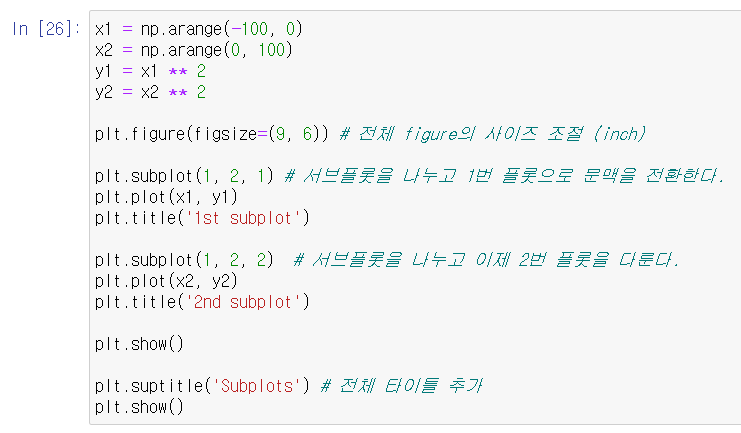 In [26]: x1 = np.arange(-100, 0)
x2 = np.arange(0, 100)
y1 = x1 ** 2
y2 = x2 ** 2
plt.figure(figsize=(9, 6)) # 전체 figure의 사이즈 조절 (inch)
plt.subplot(1, 2, 1) # 서브플롯을 나누고 1번 플롯으로 문맥을 전환한다.
plt.plot(x1, y1)
plt.title('1st subplot')
plt.subplot(1, 2, 2)  # 서브플롯을 나누고 이제 2번 플롯을 다룬다.
plt.plot(x2, y2)
plt.title('2nd subplot')
plt.show()
plt.suptitle('Subplots') # 전체 타이틀 추가
plt.show()